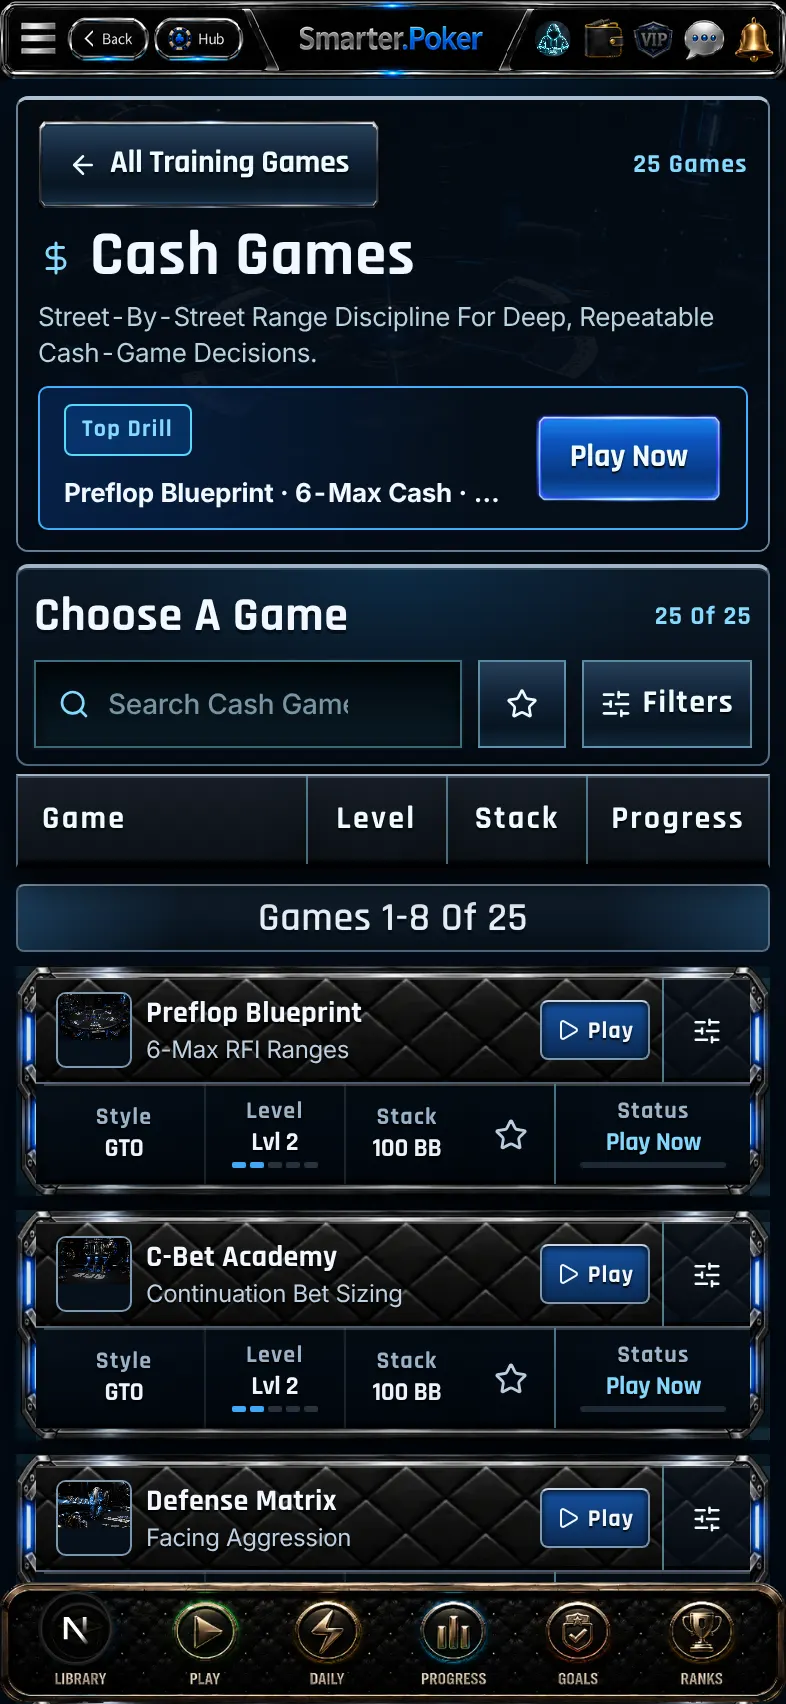 Back
Hub
Smarter.Poker
VIP
All Training Games
25 Games
$ Cash Games
Street-By-Street Range Discipline For Deep, Repeatable
Cash-Game Decisions.
Top Drill
Preflop Blueprint · 6-Max Cash · ...
Play Now
Choose A Game
25 Of 25
Search Cash Game
Filters
Game Level Stack Progress
Games 1-8 Of 25
Preflop Blueprint
6-Max RFI Ranges
Play
Style Level Stack Status
GTO Lvl 2 100 BB Play Now
C-Bet Academy
Continuation Bet Sizing
Play
Style Level Stack Status
GTO Lvl 2 100 BB Play Now
Defense Matrix
Facing Aggression
Play
N
LIBRARY PLAY DAILY PROGRESS GOALS RANKS